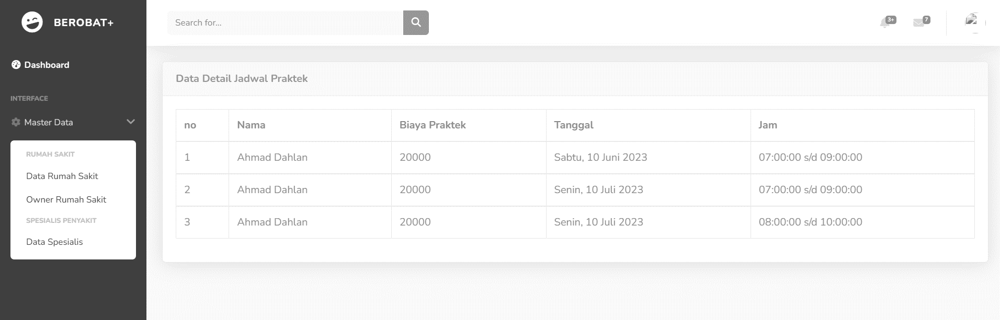 BEROBAT+
Search for...
3+
7
Dashboard
INTERFACE
Master Data
RUMAH SAKIT
Data Rumah Sakit
Owner Rumah Sakit
SPESIALIS PENYAKIT
Data Spesialis
Data Detail Jadwal Praktek
no Nama Biaya Praktek Tanggal Jam
1 Ahmad Dahlan 20000 Sabtu, 10 Juni 2023 07:00:00 s/d 09:00:00
2 Ahmad Dahlan 20000 Senin, 10 Juli 2023 07:00:00 s/d 09:00:00
3 Ahmad Dahlan 20000 Senin, 10 Juli 2023 08:00:00 s/d 10:00:00